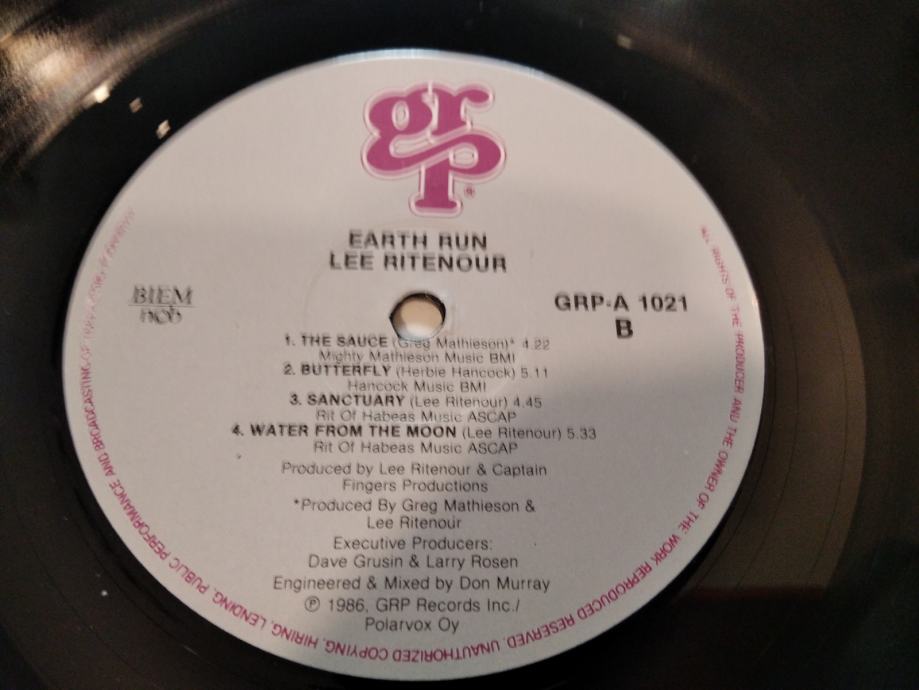 grp
EARTH RUN
LEE RITENOUR
BIEM
ncb
GRP-A 1021
B
1. THE SAUCE (Greg Mathieson)* 4.22
Mighty Mathieson Music BMI
2. BUTTERFLY (Herbie Hancock) 5.11
Hancock Music BMI
3. SANCTUARY (Lee Ritenour) 4.45
Rit Of Habeas Music ASCAP
4. WATER FROM THE MOON (Lee Ritenour) 5.33
Rit Of Habeas Music ASCAP
Produced by Lee Ritenour & Captain
Fingers Productions
*Produced By Greg Mathieson &
Lee Ritenour
Executive Producers:
Dave Grusin & Larry Rosen
Engineered & Mixed by Don Murray
℗ 1986, GRP Records Inc./
Polarvox Oy
RIGHTS OF THE PRODUCER AND THE OWNER OF THE WORK REPRODUCED RESERVED. UNAUTHORIZED COPYING, HIRING, LENDING, PUBLIC PERFORMANCE AND BROADCASTING OF